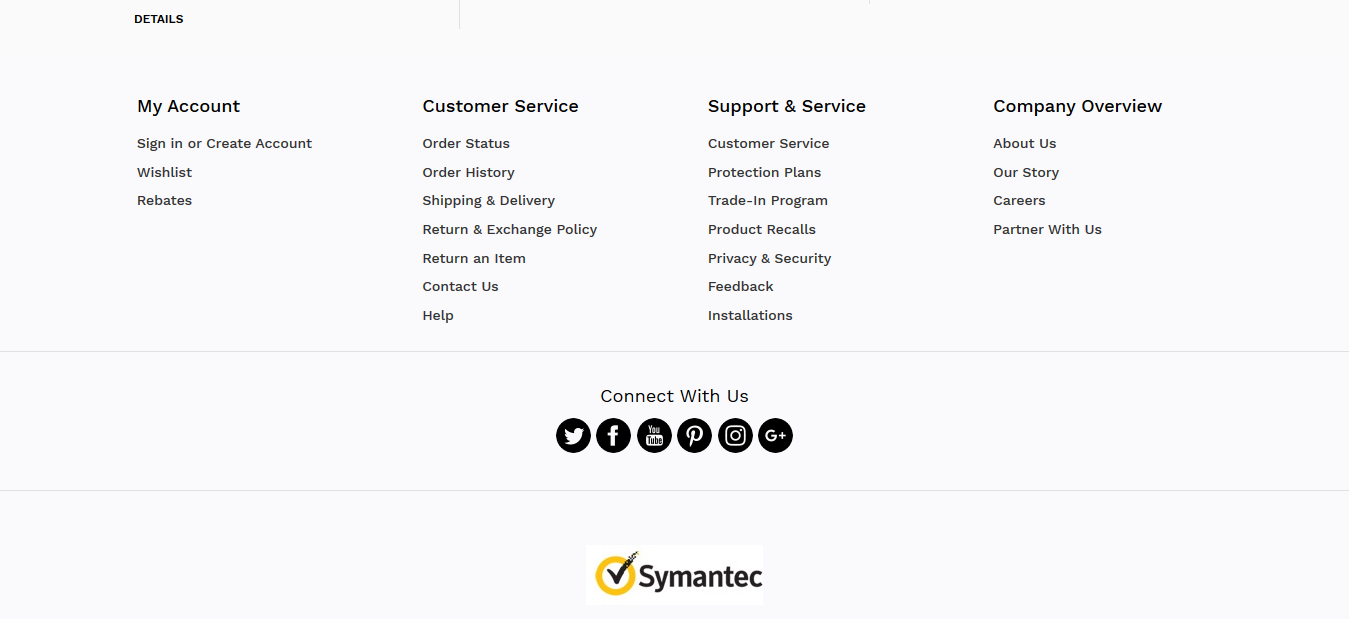 DETAILS
My Account
Sign in or Create Account
Wishlist
Rebates
Customer Service
Order Status
Order History
Shipping & Delivery
Return & Exchange Policy
Return an Item
Contact Us
Help
Support & Service
Customer Service
Protection Plans
Trade-In Program
Product Recalls
Privacy & Security
Feedback
Installations
Company Overview
About Us
Our Story
Careers
Partner With Us
Connect With Us
You
Tube
G+
Symantec